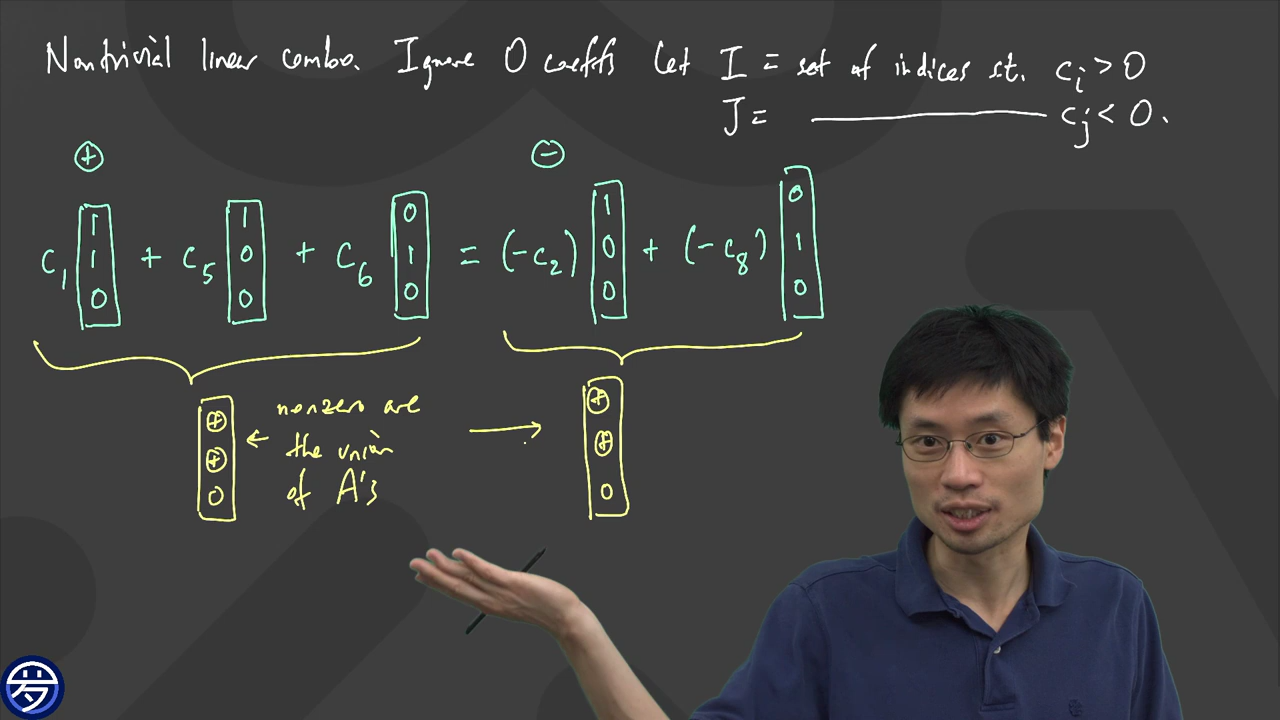 Nontrivial linear combo. Ignore 0 coeffs Let I = set of indices s.t. c_i > 0
J = ———— c_j < 0.
⊕ ⊖
c_1 [1 1 0] + c_5 [1 0 0] + c_6 [0 1 0] = (-c_2) [1 0 0] + (-c_8) [0 1 0]
[⊕ ⊕ 0] ← nonzero are → [⊕ ⊕ 0]
the union
of A's